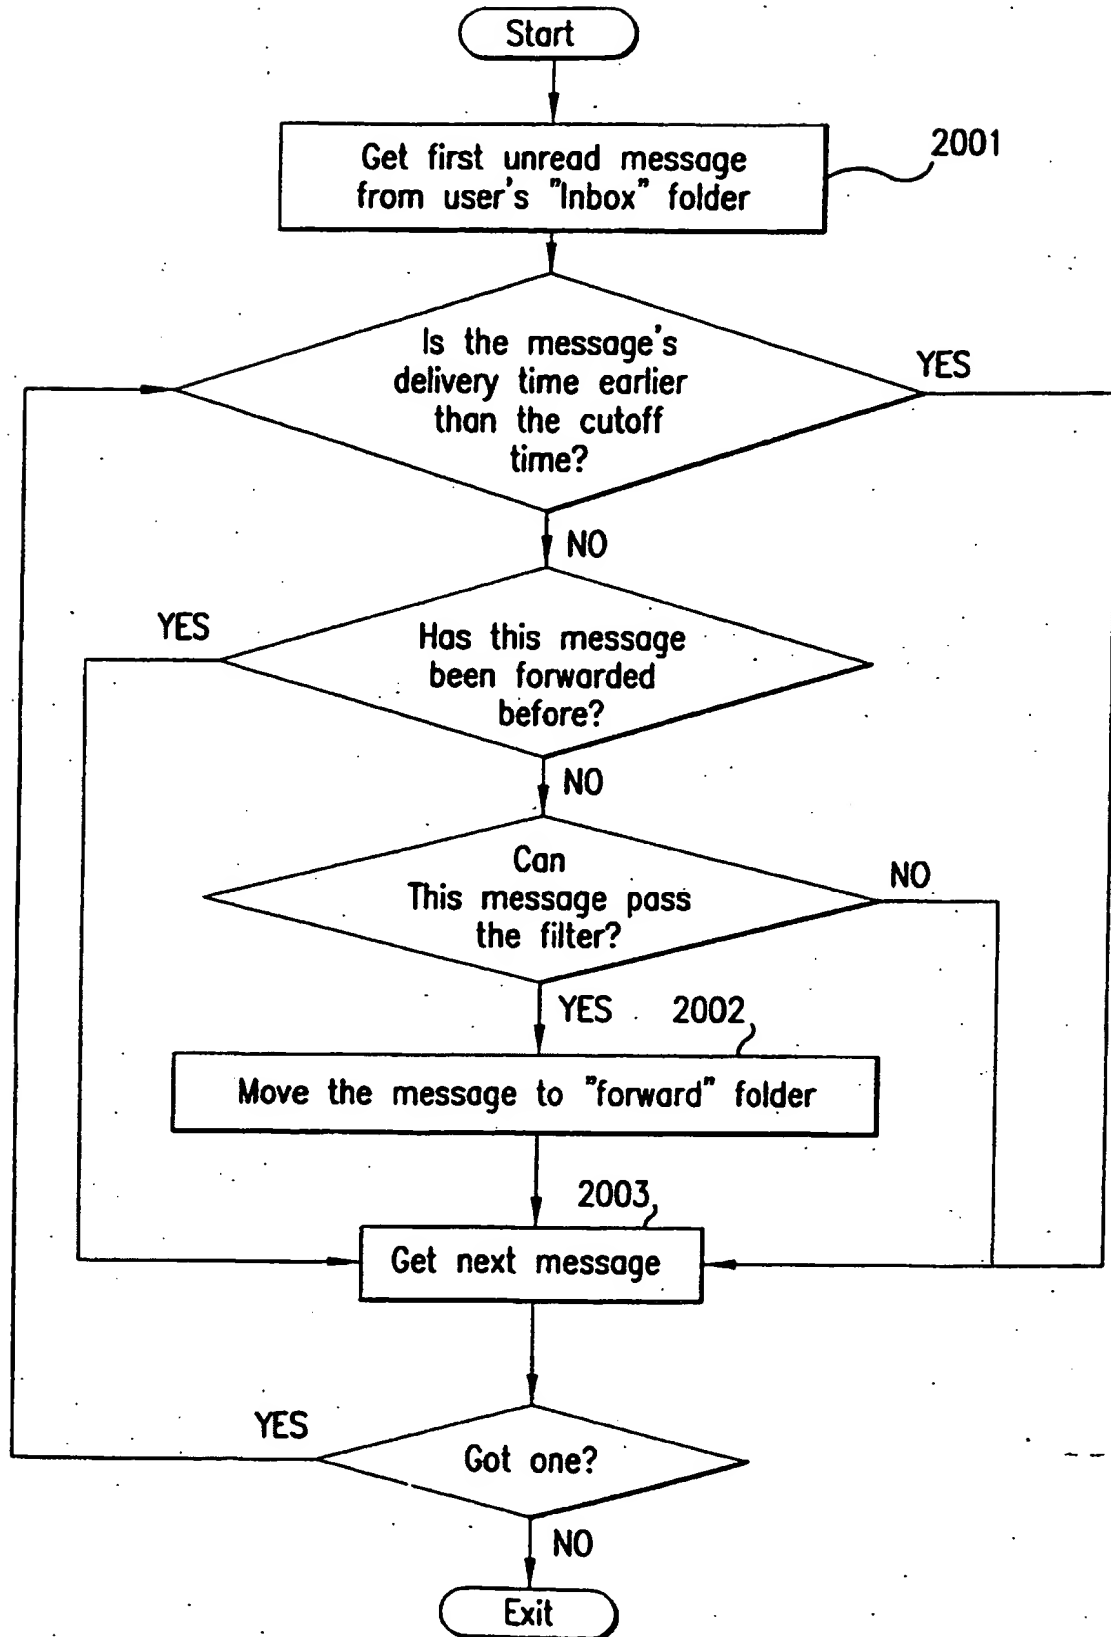 Start
Get first unread message
from user's "Inbox" folder
2001
Is the message's
delivery time earlier
than the cutoff
time?
YES
NO
YES
Has this message
been forwarded
before?
NO
Can
This message pass
the filter?
NO
YES
2002
Move the message to "forward" folder
2003
Get next message
YES
Got one?
NO
Exit